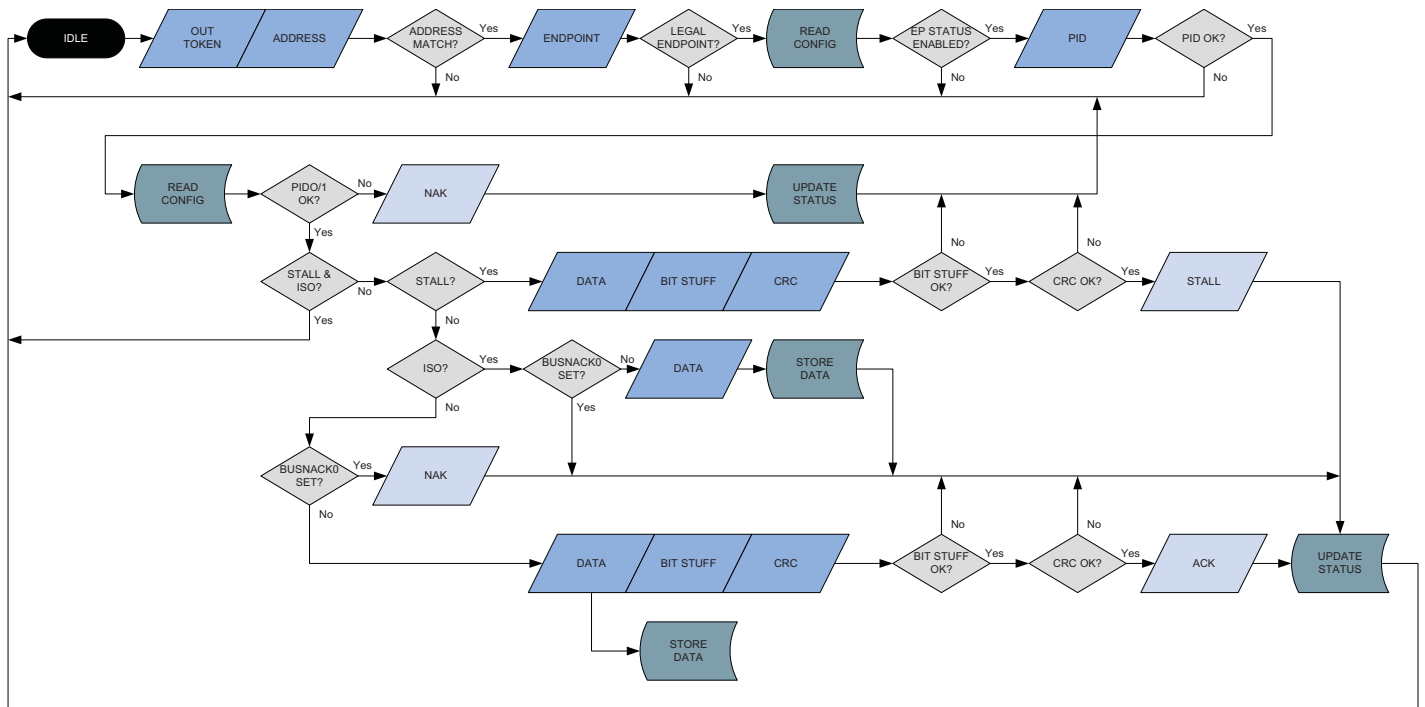 IDLE
OUT
TOKEN
ADDRESS
ADDRESS
MATCH?
Yes
No
ENDPOINT
LEGAL
ENDPOINT?
Yes
No
READ
CONFIG
EP STATUS
ENABLED?
Yes
No
PID
PID OK?
Yes
No
READ
CONFIG
PIDO/1
OK?
No
Yes
NAK
UPDATE
STATUS
STALL &
ISO?
No
Yes
STALL?
Yes
No
DATA
BIT STUFF
CRC
BIT STUFF
OK?
No
Yes
CRC OK?
No
Yes
STALL
ISO?
Yes
No
BUSNACK0
SET?
No
Yes
DATA
STORE
DATA
BUSNACK0
SET?
Yes
No
NAK
DATA
BIT STUFF
CRC
BIT STUFF
OK?
No
Yes
CRC OK?
No
Yes
ACK
UPDATE
STATUS
STORE
DATA